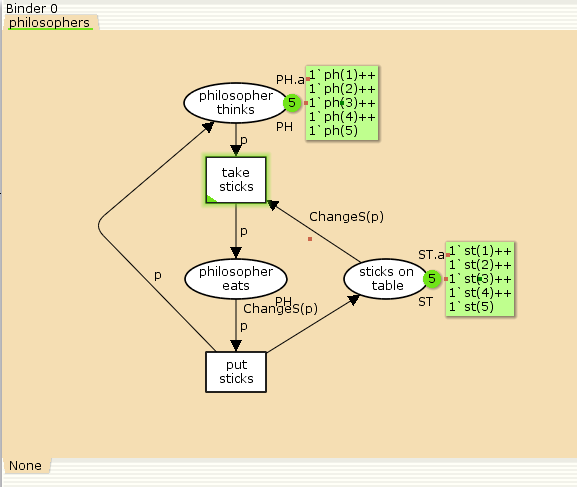 Binder 0
philosophers
philosopher
thinks
PH.a
5
1`ph(1)++
1`ph(2)++
1`ph(3)++
1`ph(4)++
1`ph(5)
PH
p
take
sticks
ChangeS(p)
p
philosopher
eats
PH
sticks on
table
ST.a
5
1`st(1)++
1`st(2)++
1`st(3)++
1`st(4)++
1`st(5)
ST
p
ChangeS(p)
p
put
sticks
None